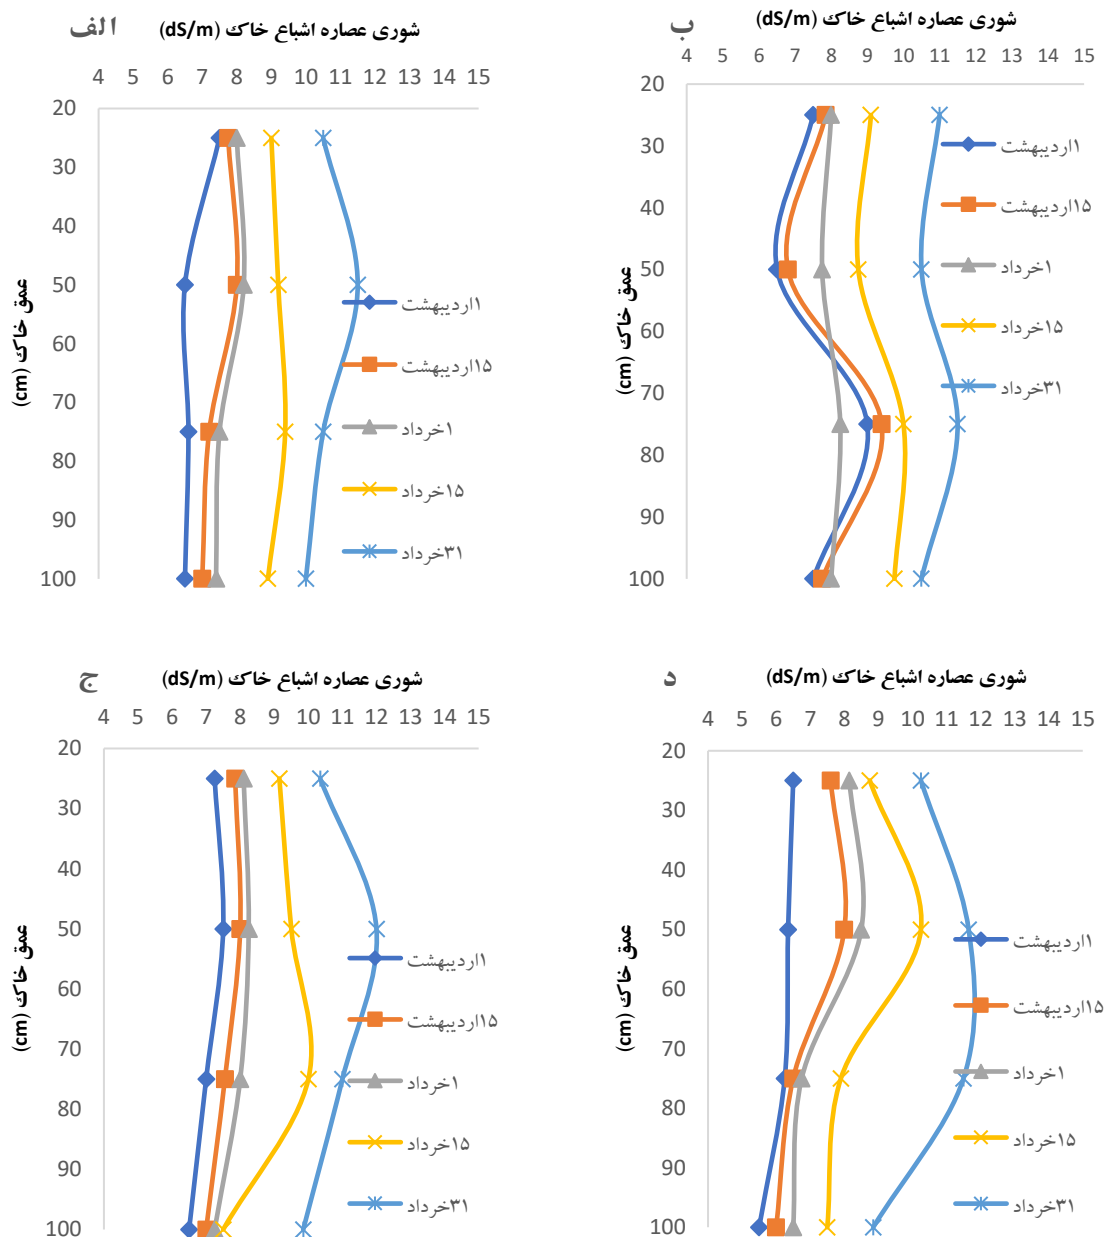 الف
شوری عصاره اشباع خاک (dS/m)
4 5 6 7 8 9 10 11 12 13 14 15
20
30
40
50
60
70
80
90
100
عمق خاک (cm)
۱اردیبهشت
۱۵اردیبهشت
۱خرداد
۱۵خرداد
۳۱خرداد
ب
شوری عصاره اشباع خاک (dS/m)
4 5 6 7 8 9 10 11 12 13 14 15
20
30
40
50
60
70
80
90
100
عمق خاک (cm)
۱اردیبهشت
۱۵اردیبهشت
۱خرداد
۱۵خرداد
۳۱خرداد
ج
شوری عصاره اشباع خاک (dS/m)
4 5 6 7 8 9 10 11 12 13 14 15
20
30
40
50
60
70
80
90
100
عمق خاک (cm)
۱اردیبهشت
۱۵اردیبهشت
۱خرداد
۱۵خرداد
۳۱خرداد
د
شوری عصاره اشباع خاک (dS/m)
4 5 6 7 8 9 10 11 12 13 14 15
20
30
40
50
60
70
80
90
100
عمق خاک (cm)
۱اردیبهشت
۱۵اردیبهشت
۱خرداد
۱۵خرداد
۳۱خرداد